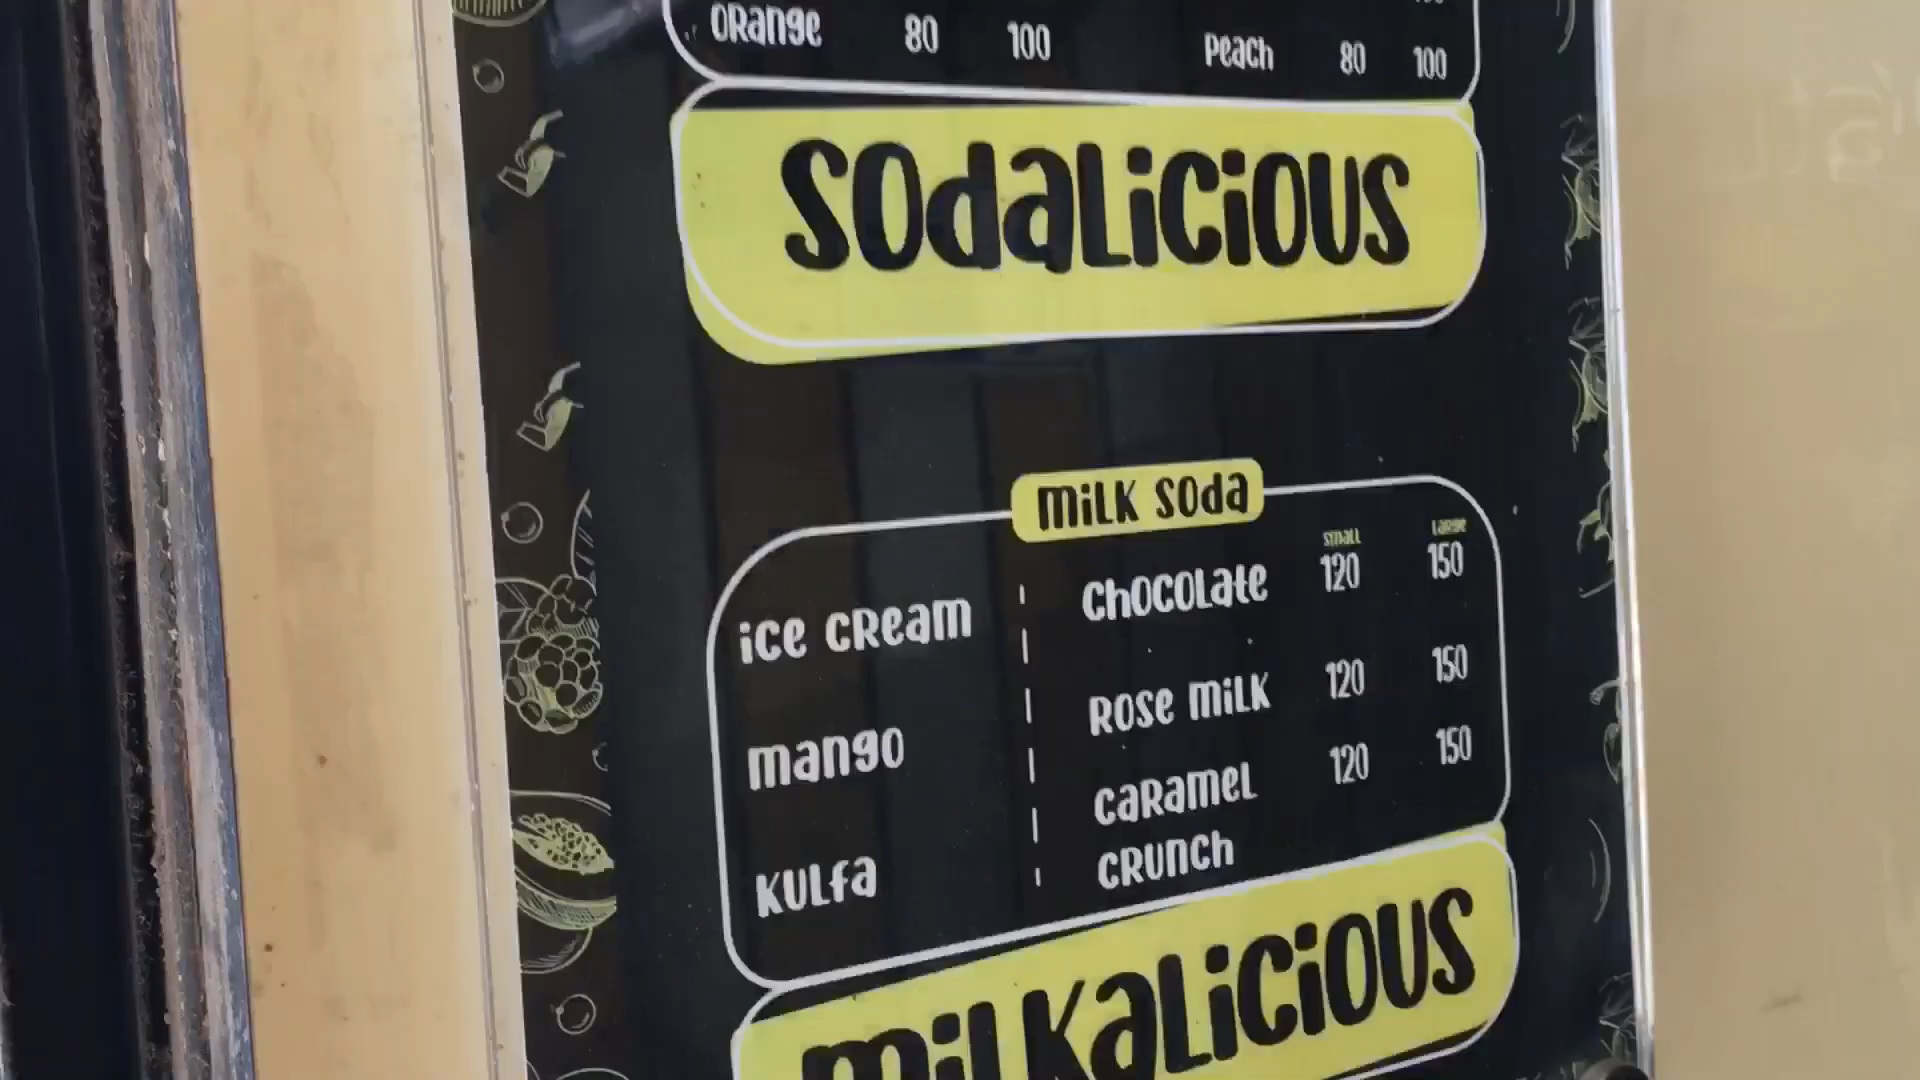 Orange 80 100 Peach 80 100
Sodalicious
Milk Soda
Small Large
Ice Cream Chocolate 120 150
Mango Rose Milk 120 150
Kulfa Caramel Crunch 120 150
Milkalicious